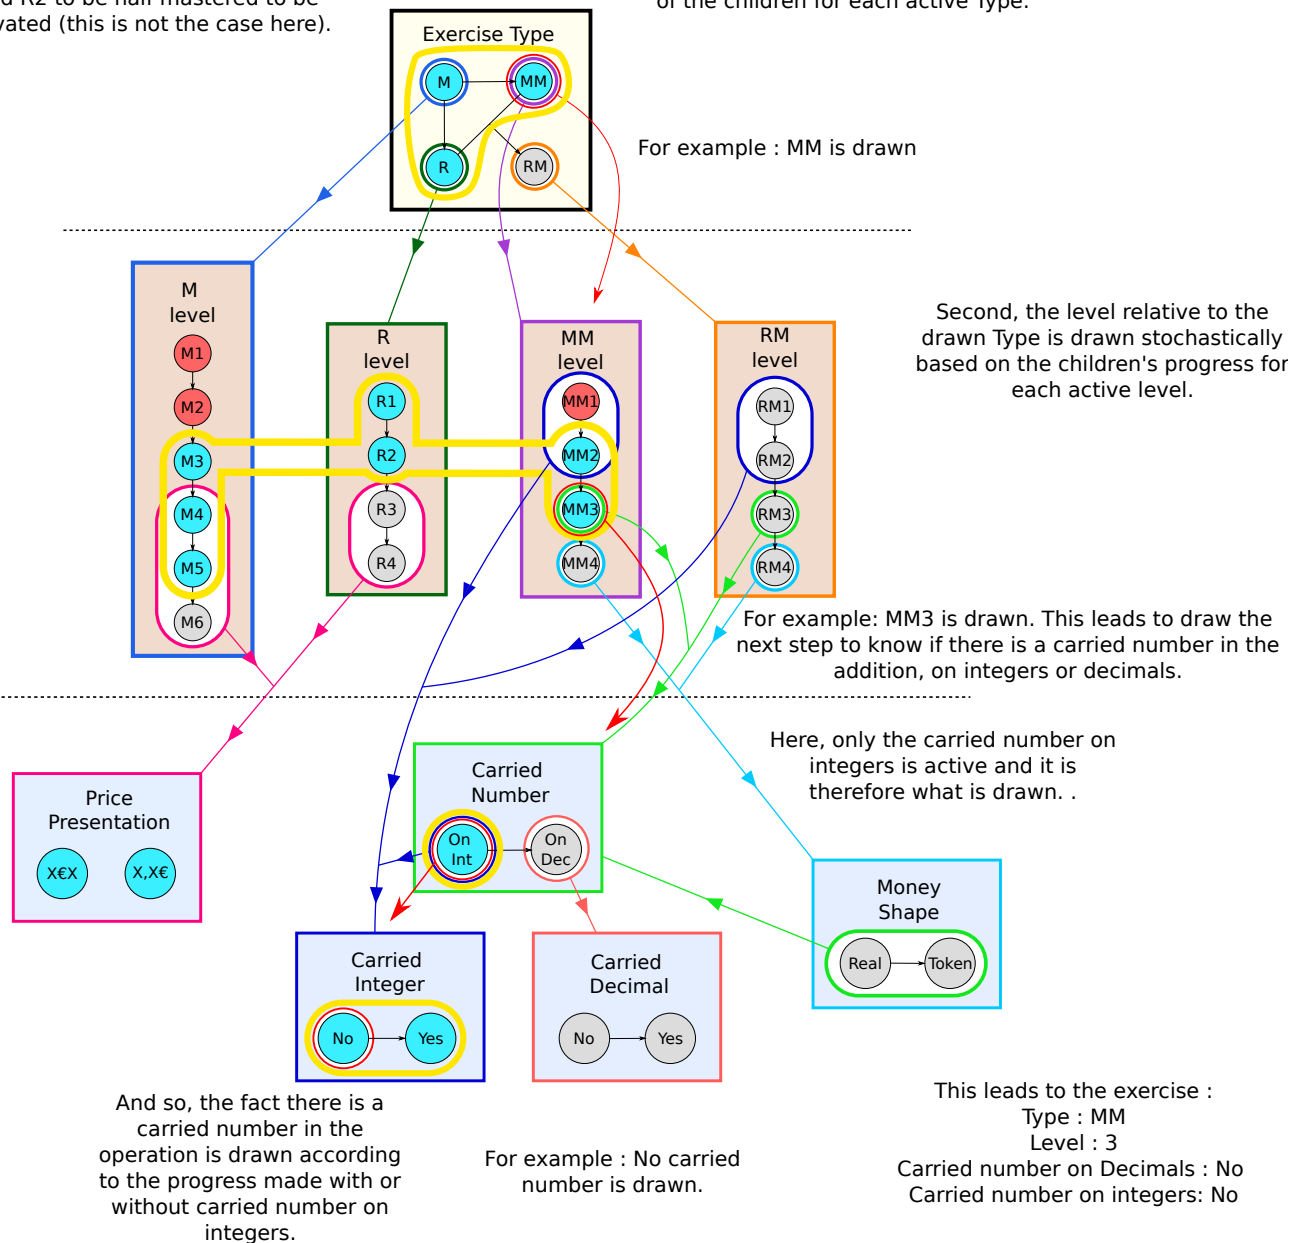 R2 to be half mastered to be
vated (this is not the case here).
of the children for each active Type.
Exercise Type
M
MM
R
RM
For example : MM is drawn
M
level
M1
M2
M3
M4
M5
M6
R
level
R1
R2
R3
R4
MM
level
MM1
MM2
MM3
MM4
RM
level
RM1
RM2
RM3
RM4
Second, the level relative to the
drawn Type is drawn stochastically
based on the children's progress for
each active level.
For example: MM3 is drawn. This leads to draw the
next step to know if there is a carried number in the
addition, on integers or decimals.
Here, only the carried number on
integers is active and it is
therefore what is drawn. .
Price
Presentation
X€X
X,X€
Carried
Number
On
Int
On
Dec
Money
Shape
Real
Token
Carried
Integer
No
Yes
Carried
Decimal
No
Yes
And so, the fact there is a
carried number in the
operation is drawn according
to the progress made with or
without carried number on
integers.
For example : No carried
number is drawn.
This leads to the exercise :
Type : MM
Level : 3
Carried number on Decimals : No
Carried number on integers: No